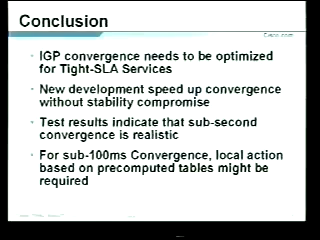 Conclusion
Cisco.com
IGP convergence needs to be optimized
for Tight-SLA Services
New development speed up convergence
without stability compromise
Test results indicate that sub-second
convergence is realistic
For sub-100ms Convergence, local action
based on precomputed tables might be
required